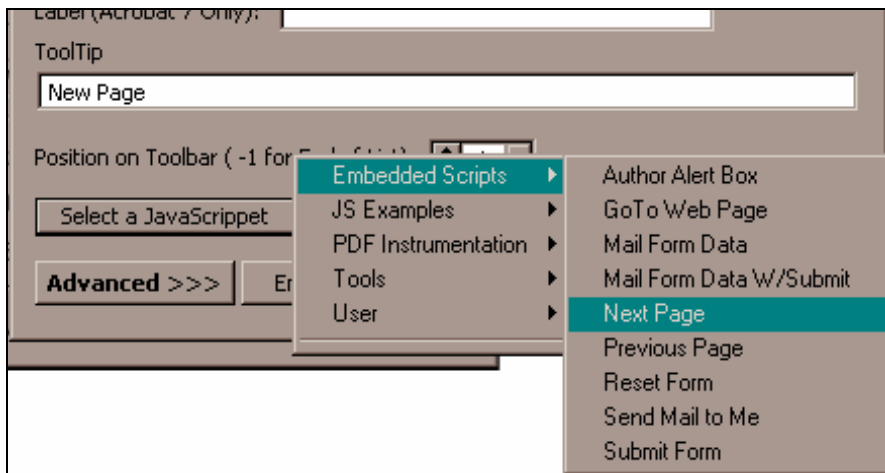 Label (Acrobat 7 Only):
ToolTip
New Page
Position on Toolbar ( -1 for
Select a JavaScrippet
Advanced >>>
Embedded Scripts
JS Examples
PDF Instrumentation
Tools
User
Author Alert Box
GoTo Web Page
Mail Form Data
Mail Form Data W/Submit
Next Page
Previous Page
Reset Form
Send Mail to Me
Submit Form